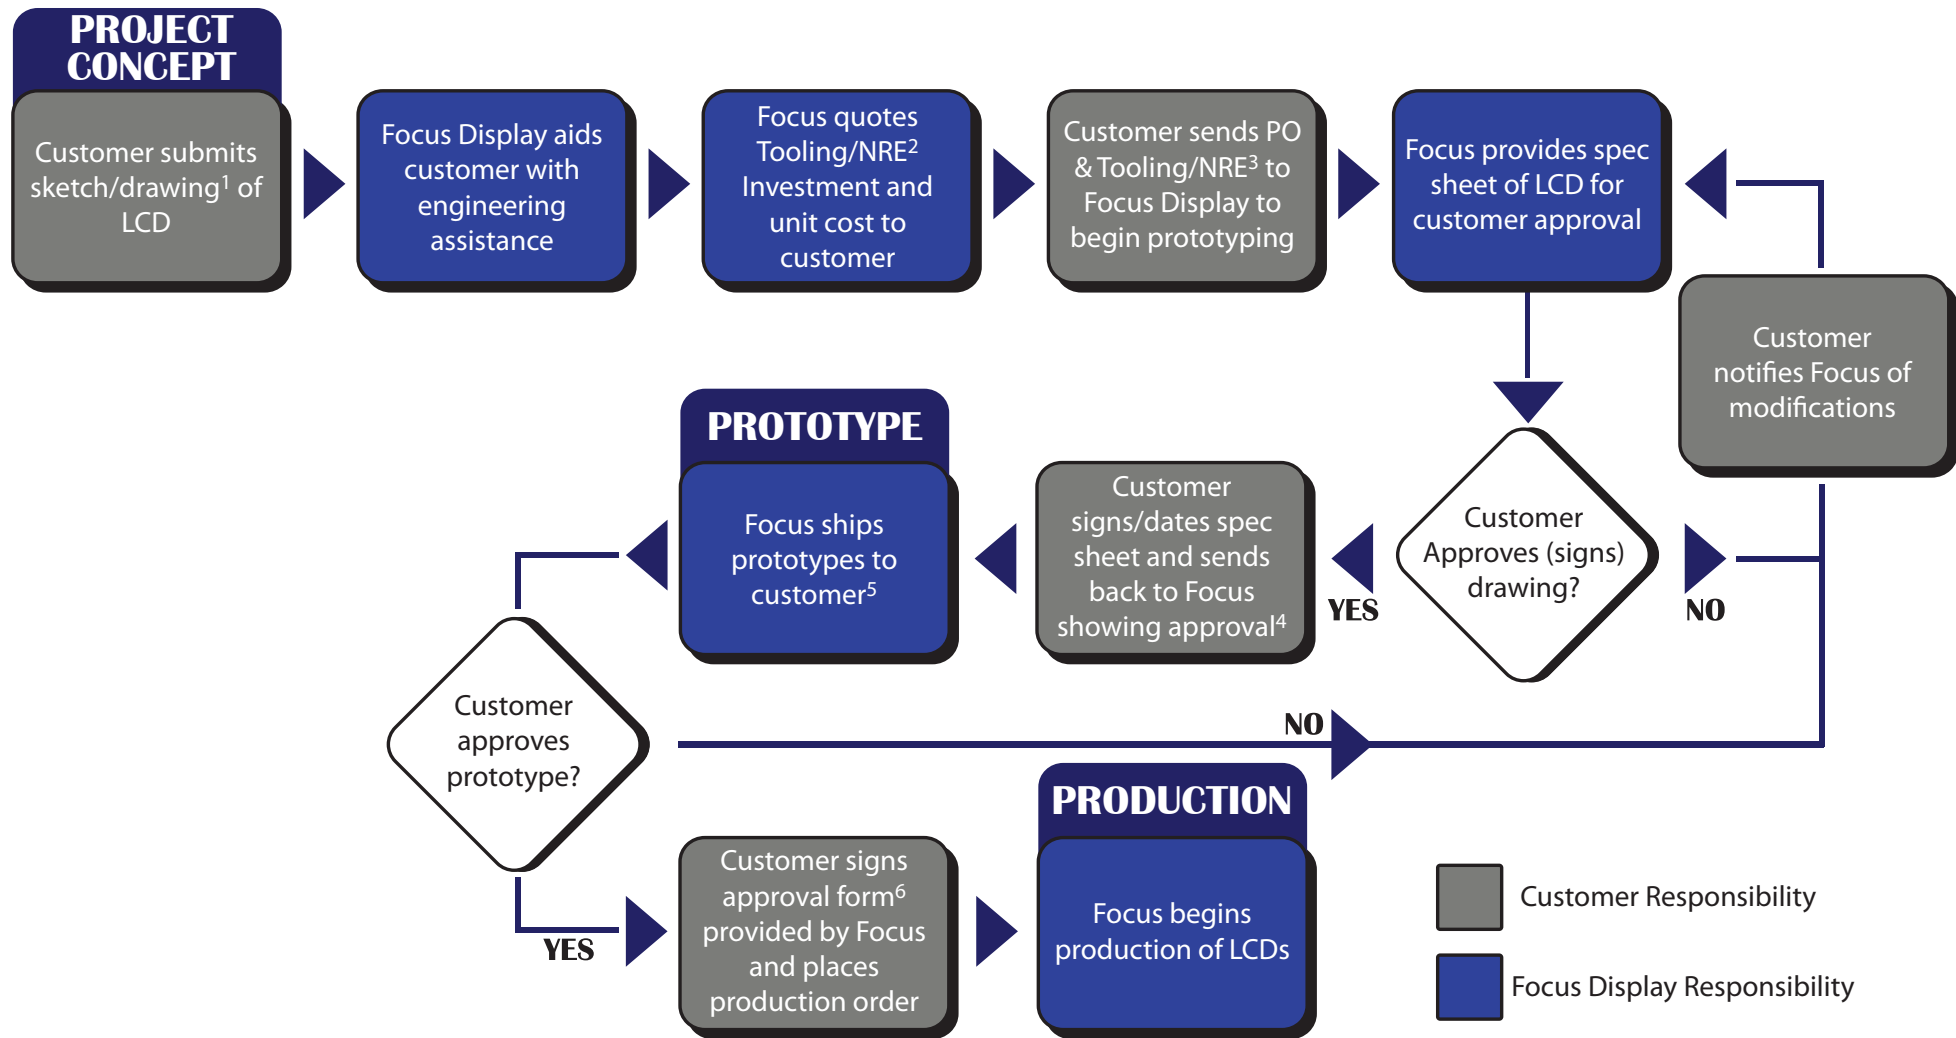 PROJECT
CONCEPT
Customer submits
sketch/drawing¹ of
LCD
Focus Display aids
customer with
engineering
assistance
Focus quotes
Tooling/NRE²
Investment and
unit cost to
customer
Customer sends PO
& Tooling/NRE³ to
Focus Display to
begin prototyping
Focus provides spec
sheet of LCD for
customer approval
Customer
notifies Focus of
modifications
Customer
Approves (signs)
drawing?
NO
YES
Customer
signs/dates spec
sheet and sends
back to Focus
showing approval⁴
PROTOTYPE
Focus ships
prototypes to
customer⁵
Customer
approves
prototype?
NO
YES
Customer signs
approval form⁶
provided by Focus
and places
production order
PRODUCTION
Focus begins
production of LCDs
Customer Responsibility
Focus Display Responsibility